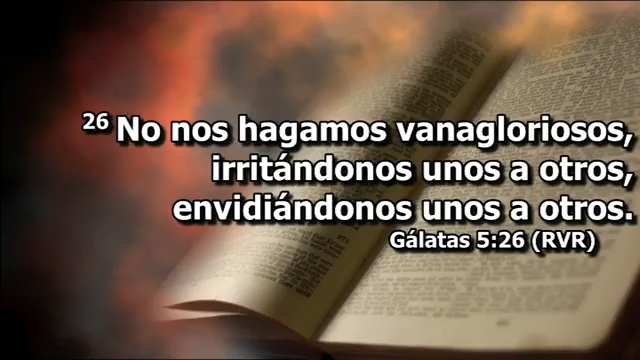 26 No nos hagamos vanagloriosos,
irritándonos unos a otros,
envidiándonos unos a otros.
Gálatas 5:26 (RVR)